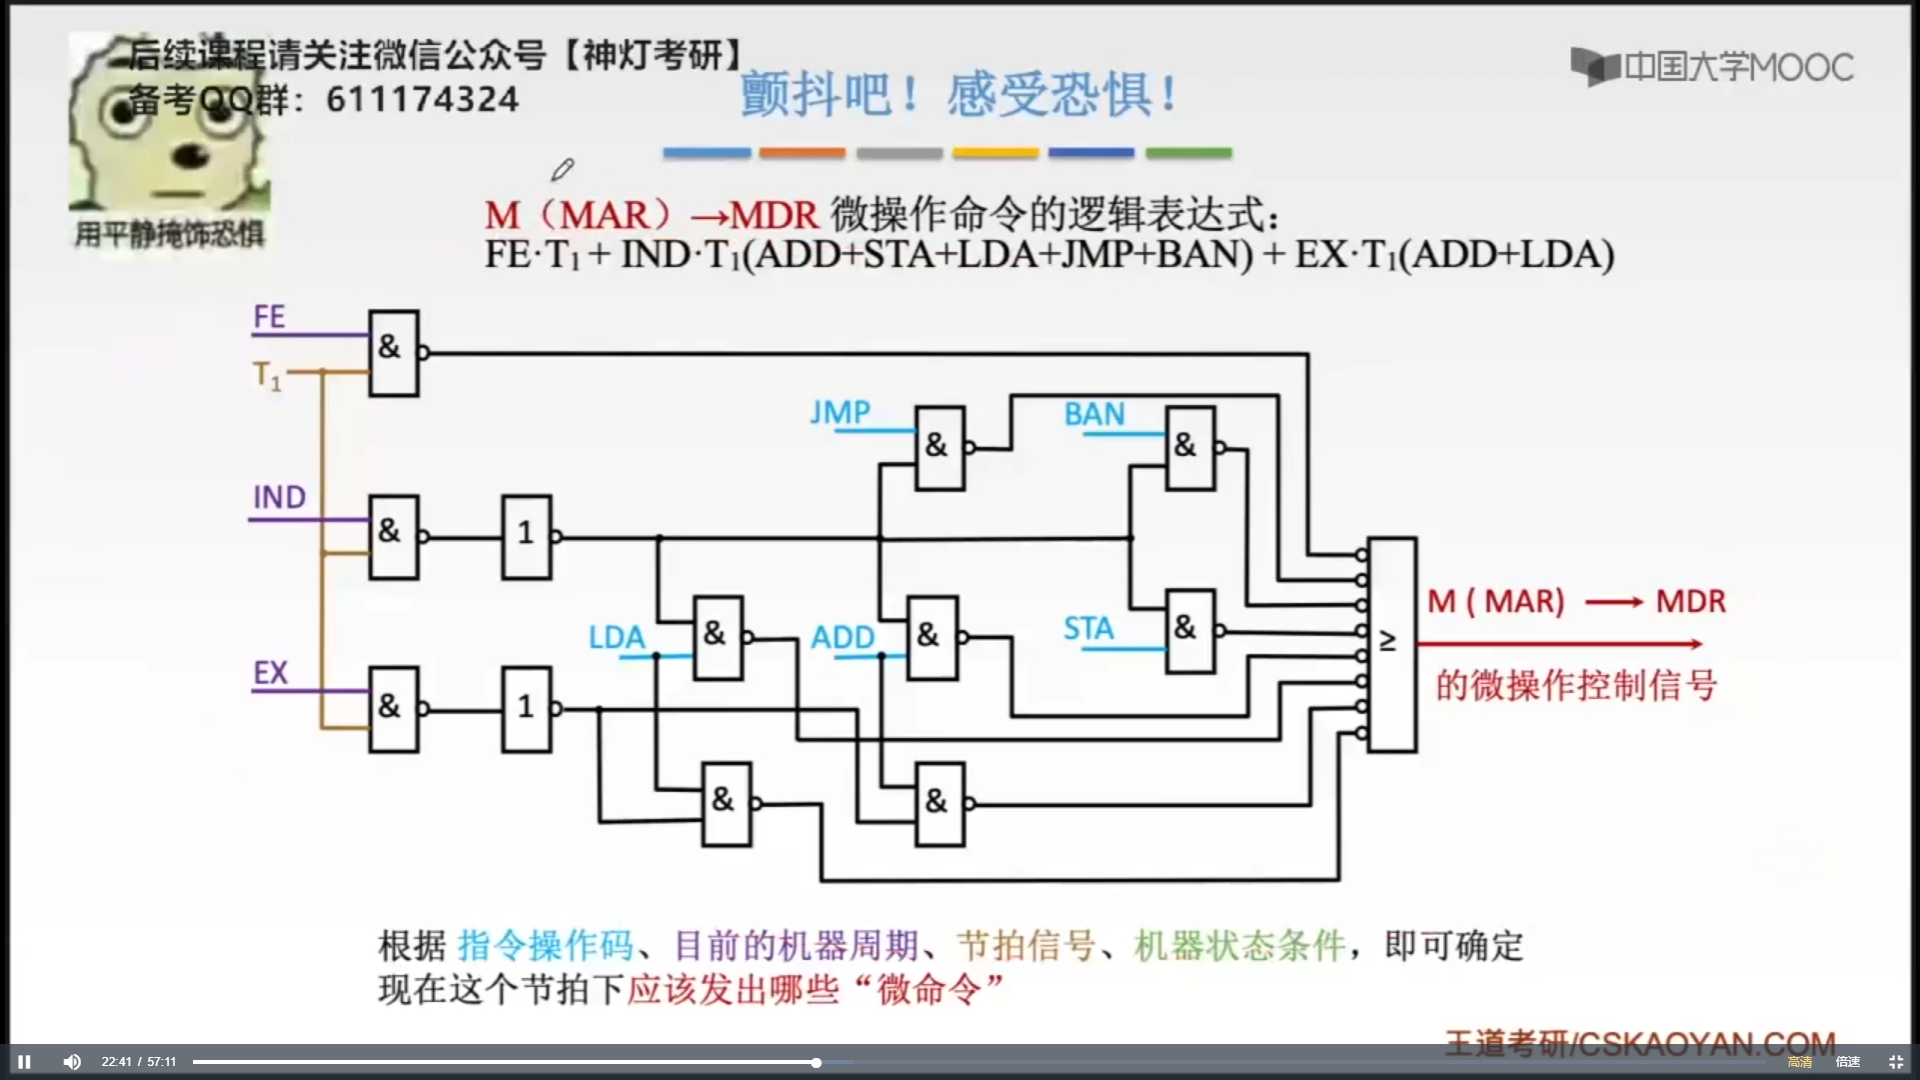 后续课程请关注微信公众号【神灯考研】
备考QQ群：611174324
颤抖吧！感受恐惧！
中国大学MOOC
用平静掩饰恐惧
M（MAR）→MDR 微操作命令的逻辑表达式：
FE·T₁ + IND·T₁(ADD+STA+LDA+JMP+BAN) + EX·T₁(ADD+LDA)
FE
&
T₁
JMP
&
BAN
&
IND
&
1
LDA
&
ADD
&
STA
&
≥
M ( MAR) → MDR
的微操作控制信号
EX
&
1
&
&
根据 指令操作码、目前的机器周期、节拍信号、机器状态条件，即可确定
现在这个节拍下应该发出哪些“微命令”
王道考研/CSKAOYAN.COM
22:41 / 57:11
高清
倍速